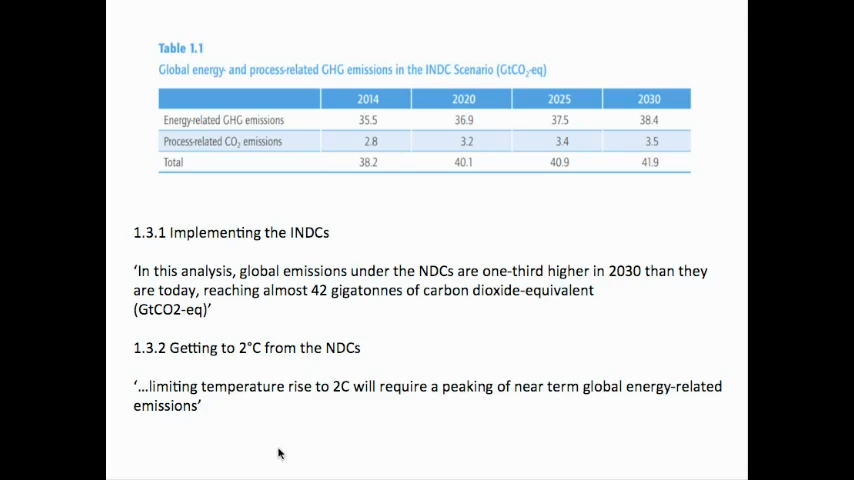 Table 1.1
Global energy- and process-related GHG emissions in the INDC Scenario (GtCO₂-eq)
2014 2020 2025 2030
Energy-related GHG emissions 35.5 36.9 37.5 38.4
Process-related CO₂ emissions 2.8 3.2 3.4 3.5
Total 38.2 40.1 40.9 41.9
1.3.1 Implementing the INDCs
‘In this analysis, global emissions under the NDCs are one-third higher in 2030 than they
are today, reaching almost 42 gigatonnes of carbon dioxide-equivalent
(GtCO2-eq)’
1.3.2 Getting to 2°C from the NDCs
‘...limiting temperature rise to 2C will require a peaking of near term global energy-related
emissions’